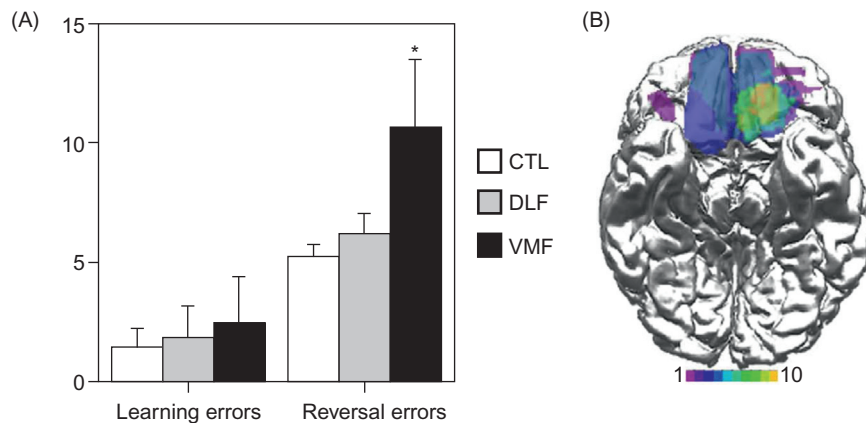 (A)
15
*
10
5
0
Learning errors
Reversal errors
CTL
DLF
VMF
(B)
1
10